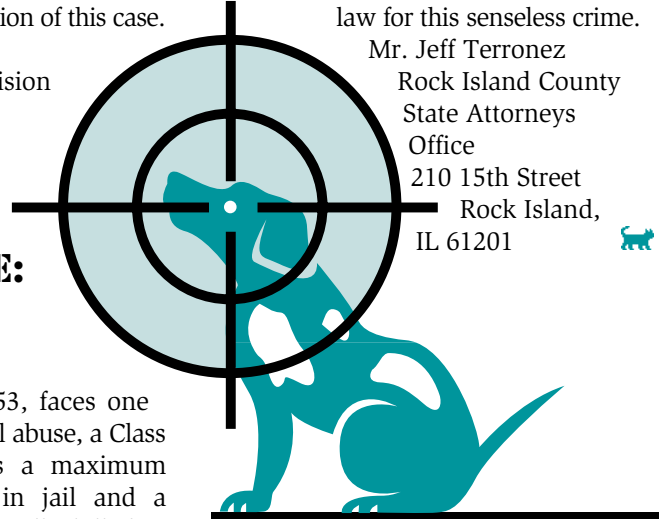 ion of this case.
ision
E:
53, faces one
l abuse, a Class
s a maximum
in jail and a
law for this senseless crime.
Mr. Jeff Terronez
Rock Island County
State Attorneys
Office
210 15th Street
Rock Island,
IL 61201